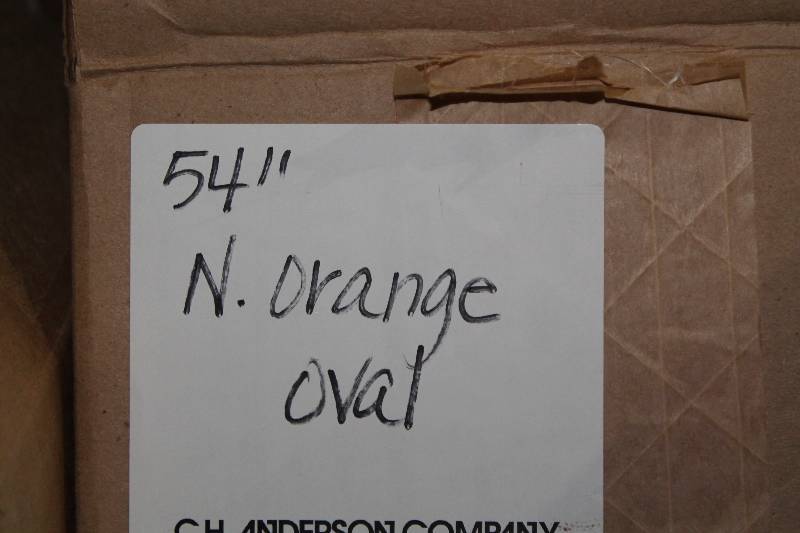 54"
N. Orange
Oval
C.H. ANDERSON COMPANY